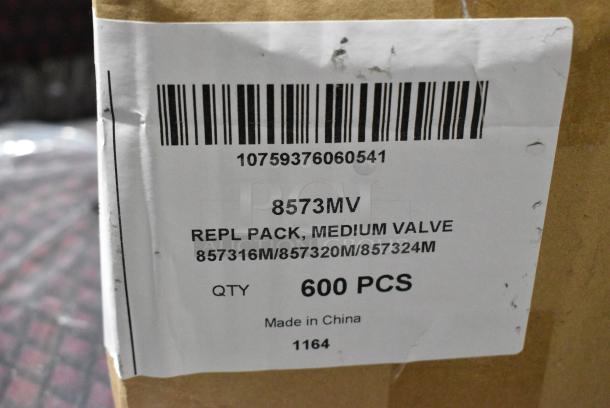 10759376060541
8573MV
REPL PACK, MEDIUM VALVE
857316M/857320M/857324M
QTY 600 PCS
Made in China
1164